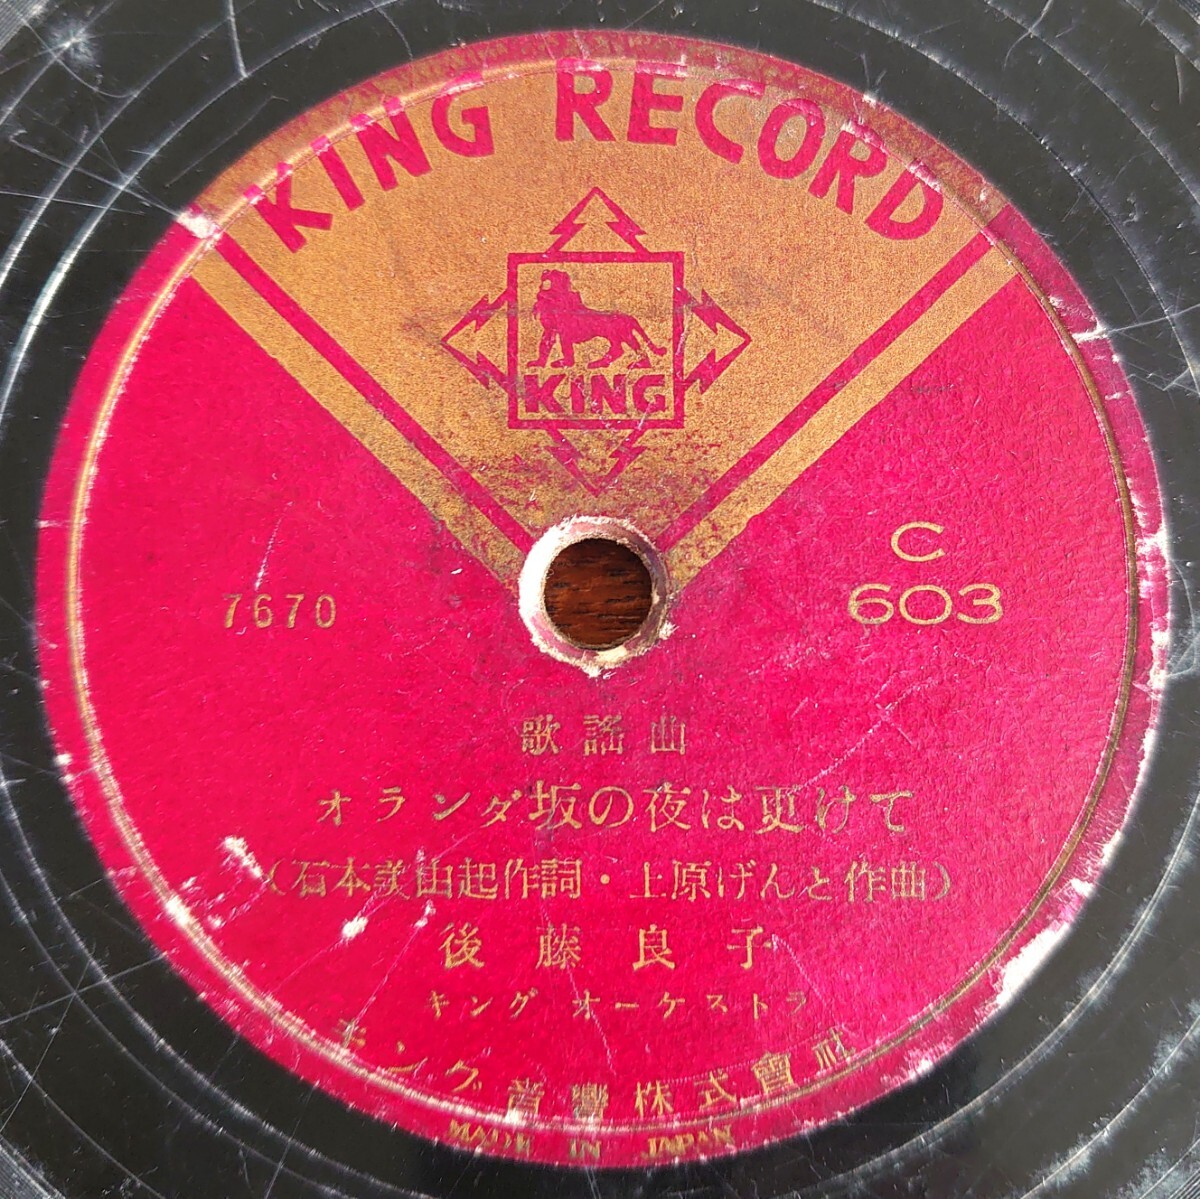 KING RECORD
KING
C
603
7670
歌謡曲
オランダ坂の夜は更けて
（石本美由起作詞・上原げんと作曲）
後藤良子
キング オーケストラ
キング音響株式會社
MADE IN JAPAN